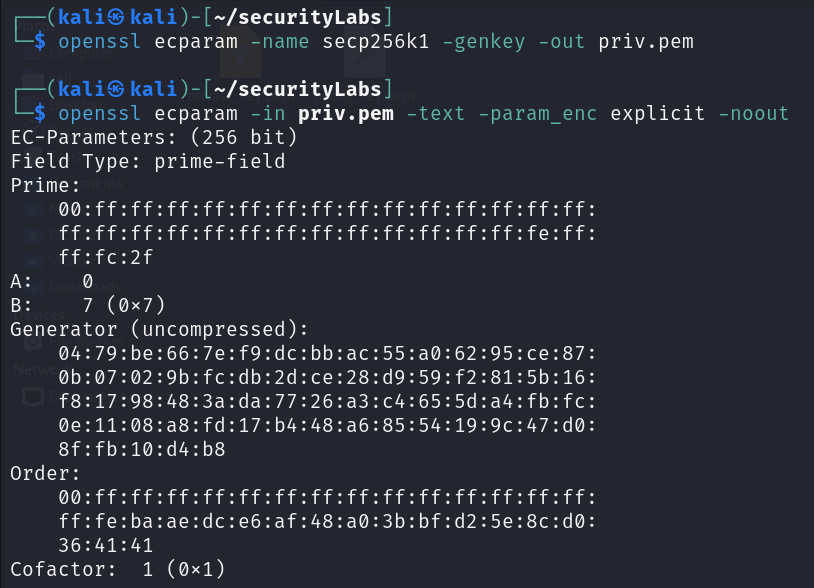 ┌──(kali㉿kali)-[~/securityLabs]
└─$ openssl ecparam -name secp256k1 -genkey -out priv.pem
┌──(kali㉿kali)-[~/securityLabs]
└─$ openssl ecparam -in priv.pem -text -param_enc explicit -noout
EC-Parameters: (256 bit)
Field Type: prime-field
Prime:
    00:ff:ff:ff:ff:ff:ff:ff:ff:ff:ff:ff:ff:ff:ff:
    ff:ff:ff:ff:ff:ff:ff:ff:ff:ff:ff:ff:ff:fe:ff:
    ff:fc:2f
A:    0
B:    7 (0×7)
Generator (uncompressed):
    04:79:be:66:7e:f9:dc:bb:ac:55:a0:62:95:ce:87:
    0b:07:02:9b:fc:db:2d:ce:28:d9:59:f2:81:5b:16:
    f8:17:98:48:3a:da:77:26:a3:c4:65:5d:a4:fb:fc:
    0e:11:08:a8:fd:17:b4:48:a6:85:54:19:9c:47:d0:
    8f:fb:10:d4:b8
Order:
    00:ff:ff:ff:ff:ff:ff:ff:ff:ff:ff:ff:ff:ff:ff:
    ff:fe:ba:ae:dc:e6:af:48:a0:3b:bf:d2:5e:8c:d0:
    36:41:41
Cofactor:  1 (0×1)